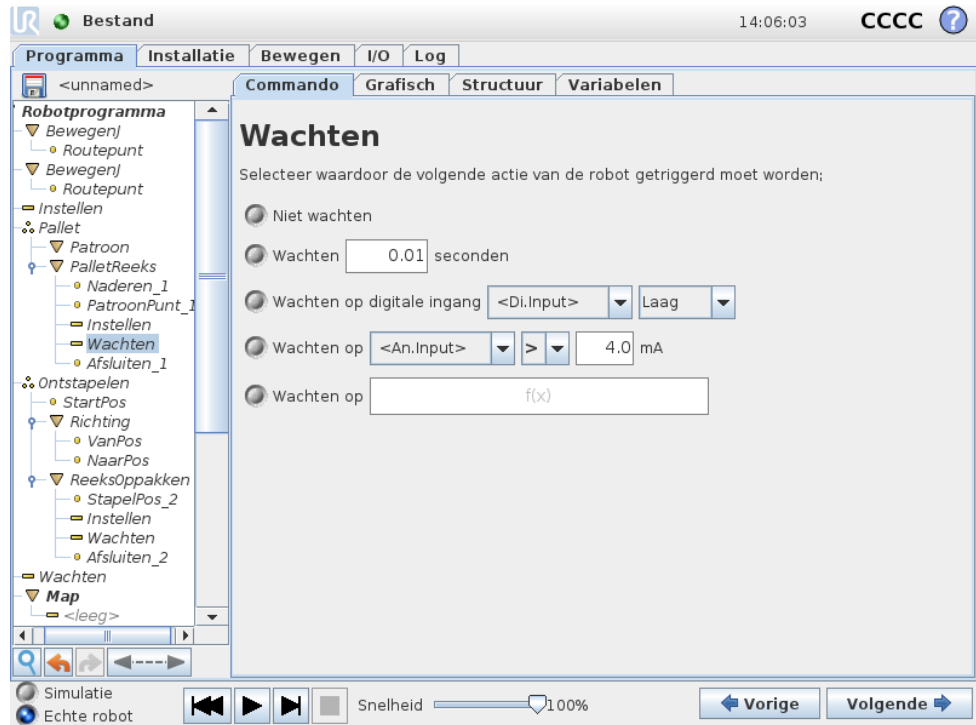 UR Bestand 14:06:03 CCCC ?
Programma Installatie Bewegen I/O Log
<unnamed> Commando Grafisch Structuur Variabelen
Robotprogramma
BewegenJ
Routepunt
BewegenJ
Routepunt
Instellen
Pallet
Patroon
PalletReeks
Naderen_1
PatroonPunt_1
Instellen
Wachten
Afsluiten_1
Ontstapelen
StartPos
Richting
VanPos
NaarPos
ReeksOppakken
StapelPos_2
Instellen
Wachten
Afsluiten_2
Wachten
Map
<leeg>
Wachten
Selecteer waardoor de volgende actie van de robot getriggerd moet worden;
Niet wachten
Wachten 0.01 seconden
Wachten op digitale ingang <Di.Input> Laag
Wachten op <An.Input> > 4.0 mA
Wachten op f(x)
Simulatie
Echte robot
Snelheid 100%
Vorige Volgende